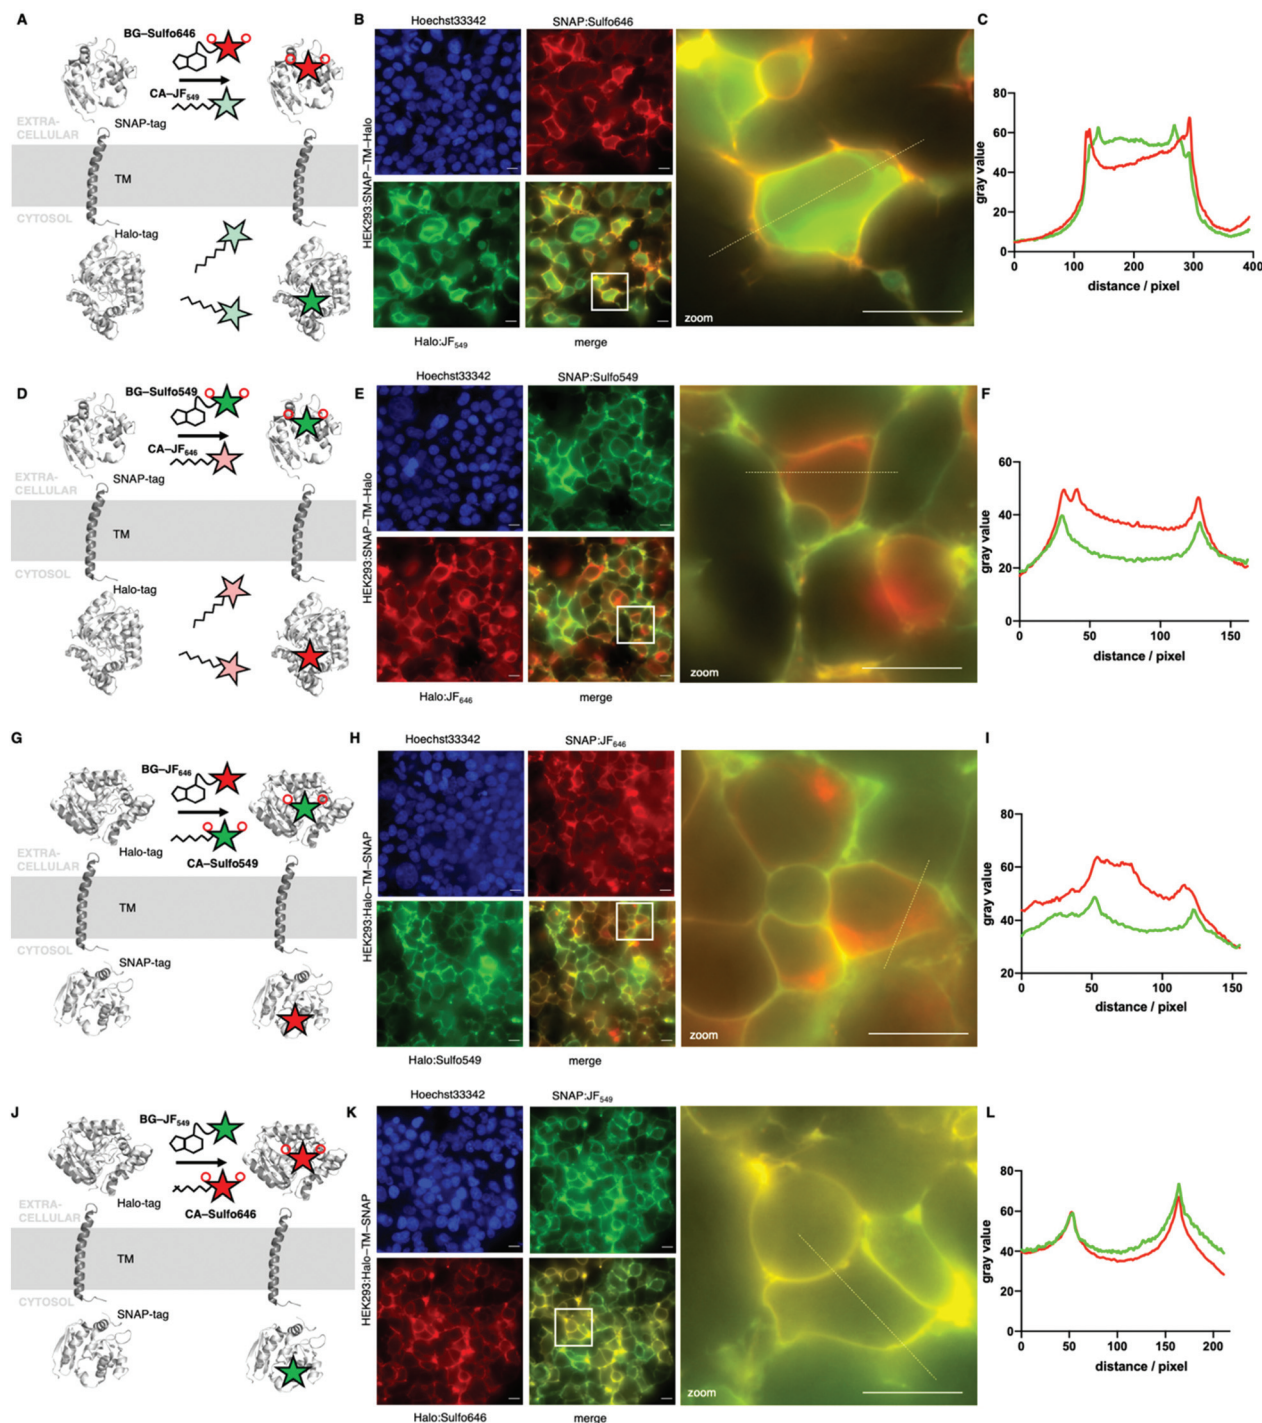 A
BG–Sulfo646
CA–JF549
EXTRA-
CELLULAR
SNAP-tag
TM
CYTOSOL
Halo-tag
B
Hoechst33342
SNAP:Sulfo646
HEK293:SNAP–TM–Halo
Halo:JF549
merge
zoom
C
gray value
80
60
40
20
0
0
100
200
300
400
distance / pixel
D
BG–Sulfo549
CA–JF646
EXTRA-
CELLULAR
SNAP-tag
TM
CYTOSOL
Halo-tag
E
Hoechst33342
SNAP:Sulfo549
HEK293:SNAP–TM–Halo
Halo:JF646
merge
zoom
F
gray value
60
40
20
0
0
50
100
150
distance / pixel
G
BG–JF646
CA–Sulfo549
Halo-tag
EXTRA-
CELLULAR
TM
CYTOSOL
SNAP-tag
H
Hoechst33342
SNAP:JF646
HEK293:Halo–TM–SNAP
Halo:Sulfo549
merge
zoom
I
gray value
80
60
40
20
0
50
100
150
distance / pixel
J
BG–JF549
CA–Sulfo646
Halo-tag
EXTRA-
CELLULAR
TM
CYTOSOL
SNAP-tag
K
Hoechst33342
SNAP:JF549
HEK293:Halo–TM–SNAP
Halo:Sulfo646
merge
zoom
L
gray value
80
60
40
20
0
0
50
100
150
200
distance / pixel